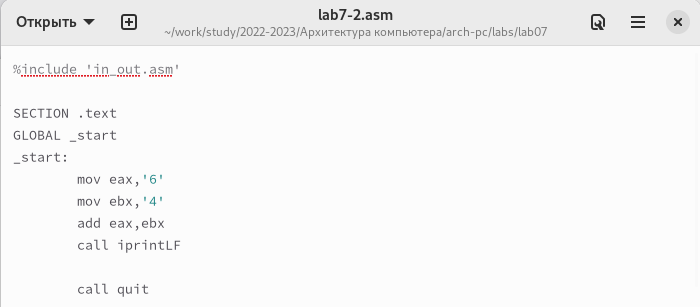 Открыть
lab7-2.asm
~/work/study/2022-2023/Архитектура компьютера/arch-pc/labs/lab07
%include 'in_out.asm'
SECTION .text
GLOBAL _start
_start:
mov eax,'6'
mov ebx,'4'
add eax,ebx
call iprintLF
call quit